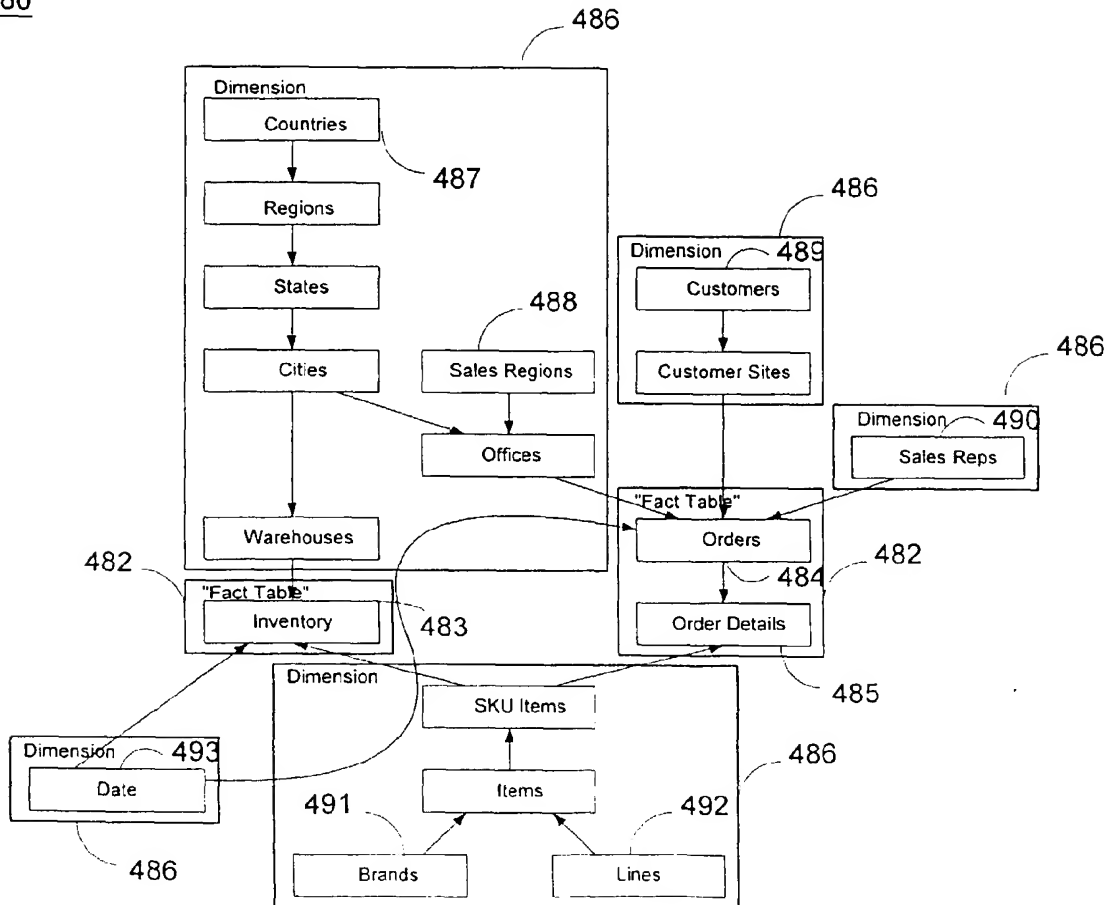 486
Dimension
Countries
487
Regions
486
Dimension
489
States
Customers
488
Cities
Sales Regions
Customer Sites
486
Dimension
490
Offices
Sales Reps
"Fact Table"
Warehouses
Orders
482
484
482
"Fact Table"
483
Inventory
Order Details
Dimension
485
SKU Items
Dimension
493
486
Date
Items
491
492
486
Brands
Lines